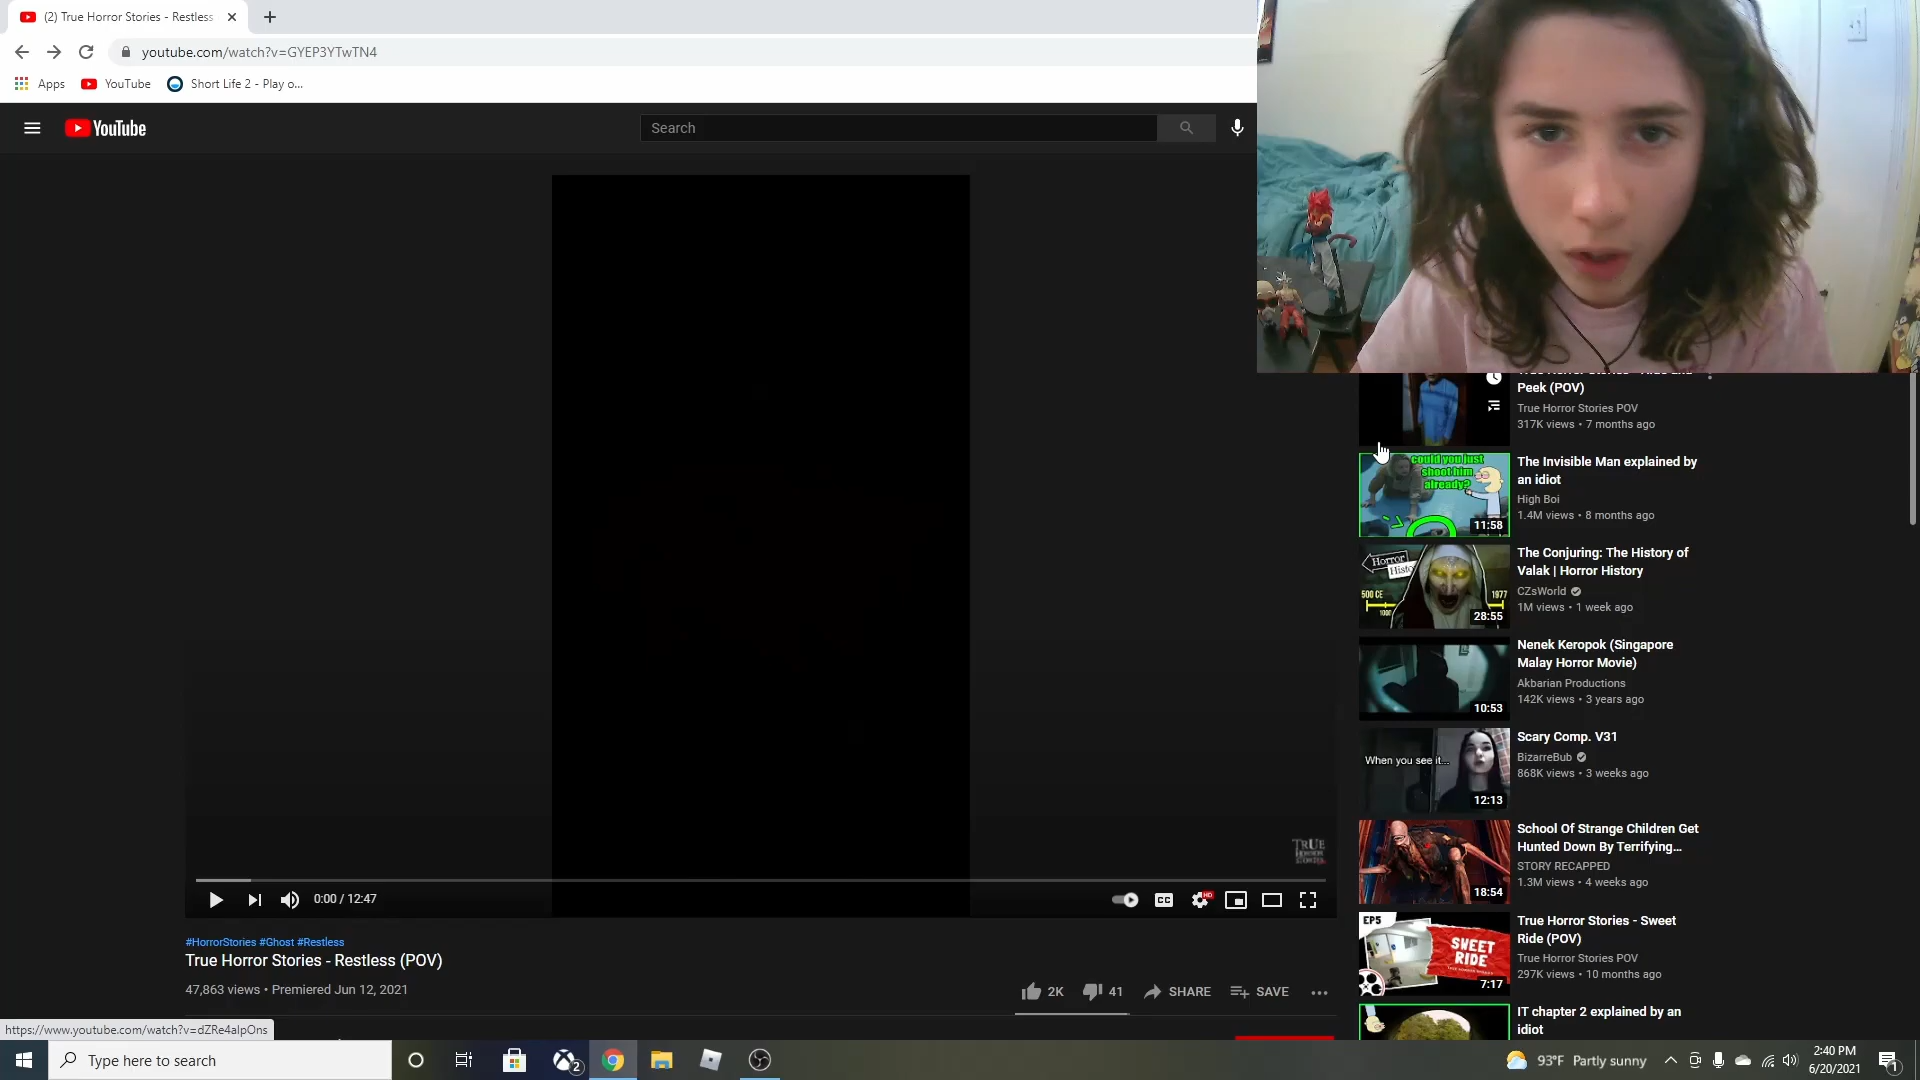 (2) True Horror Stories - Restless
youtube.com/watch?v=GYEP3YTwTN4
Apps
YouTube
Short Life 2 - Play o...
YouTube
Search
Peek (POV)
True Horror Stories POV
317K views • 7 months ago
could you just
shoot him
already?
11:58
The Invisible Man explained by
an idiot
High Boi
1.4M views • 8 months ago
Horror
Histo
500 CE
1000
1977
28:55
The Conjuring: The History of
Valak | Horror History
CZsWorld
1M views • 1 week ago
10:53
Nenek Keropok (Singapore
Malay Horror Movie)
Akbarian Productions
142K views • 3 years ago
When you see it...
12:13
Scary Comp. V31
BizarreBub
868K views • 3 weeks ago
18:54
School Of Strange Children Get
Hunted Down By Terrifying...
STORY RECAPPED
1.3M views • 4 weeks ago
EP5
SWEET
RIDE
7:17
True Horror Stories - Sweet
Ride (POV)
True Horror Stories POV
297K views • 10 months ago
IT chapter 2 explained by an
idiot
TRUE
HORROR
STORIES
0:00 / 12:47
CC
HD
#HorrorStories #Ghost #Restless
True Horror Stories - Restless (POV)
47,863 views • Premiered Jun 12, 2021
2K
41
SHARE
SAVE
https://www.youtube.com/watch?v=dZRe4alpOns
Type here to search
2
93°F Partly sunny
2:40 PM
6/20/2021
1